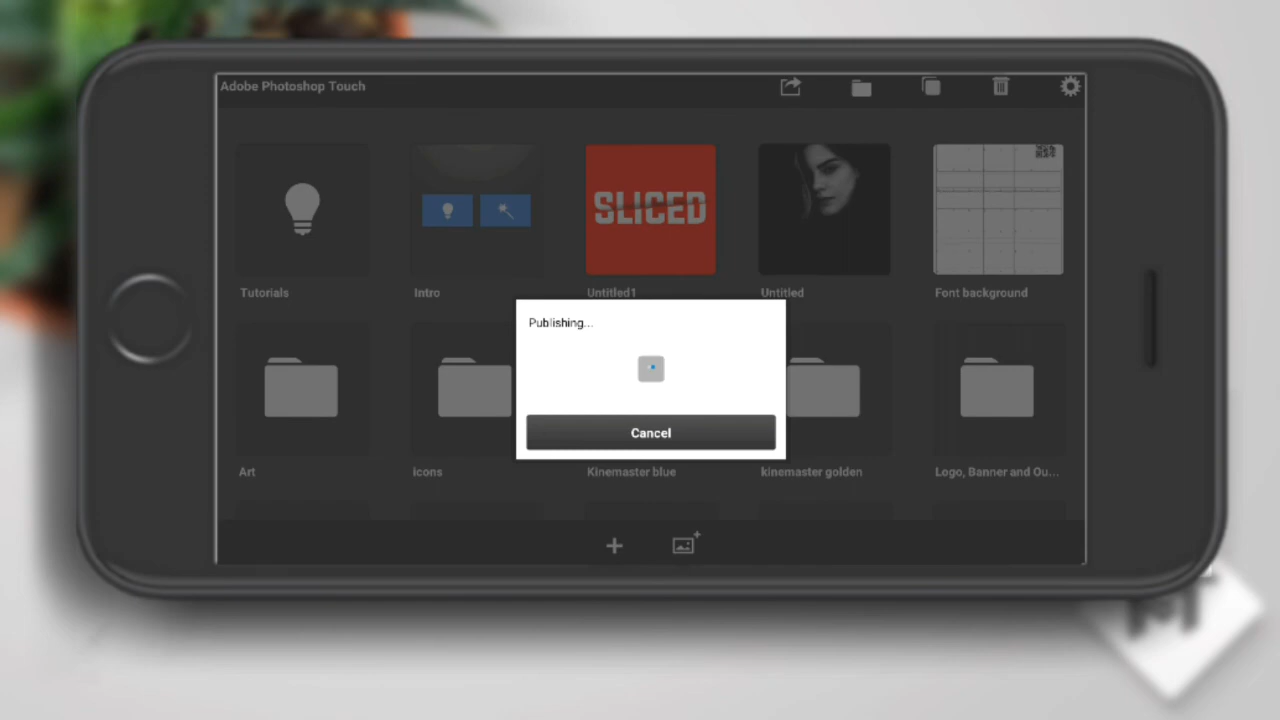 Adobe Photoshop Touch
SLICED
Tutorials
Intro
Untitled1
Untitled
Font background
Publishing...
Cancel
Art
icons
Kinemaster blue
kinemaster golden
Logo, Banner and Ou...